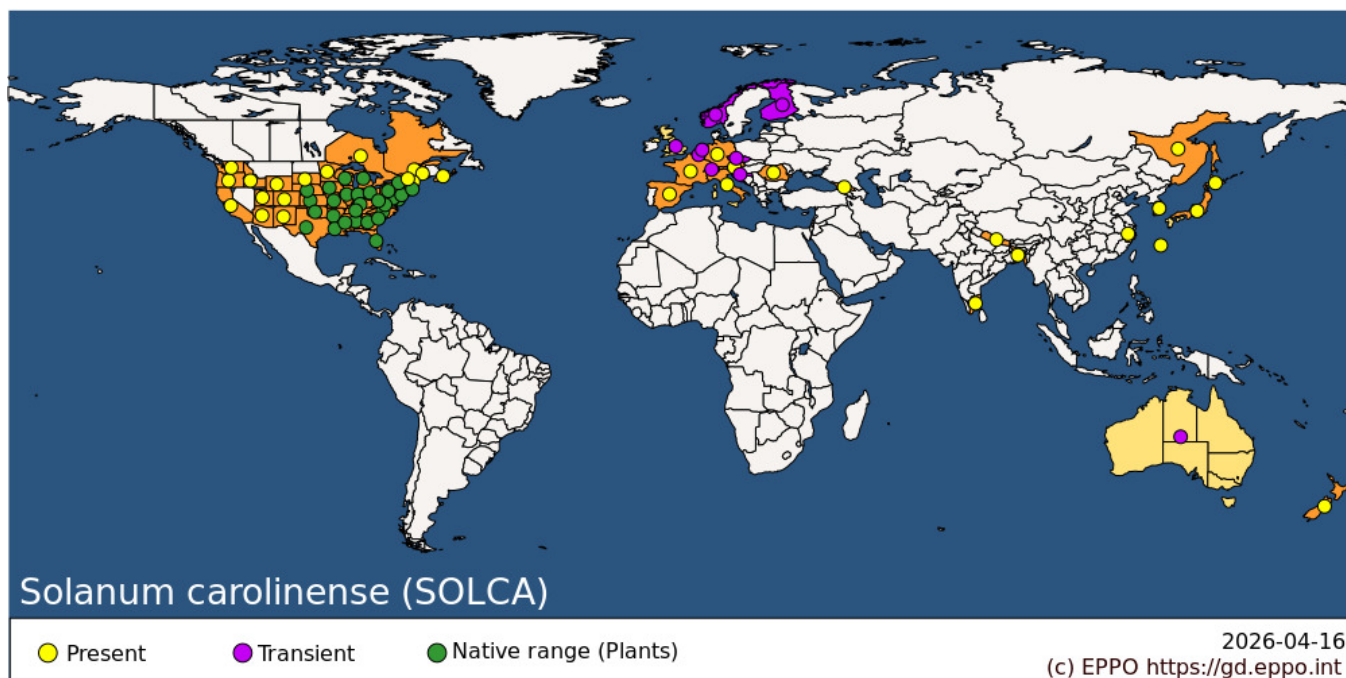 Solanum carolinense (SOLCA)
Present
Transient
Native range (Plants)
2026-04-16
(c) EPPO https://gd.eppo.int